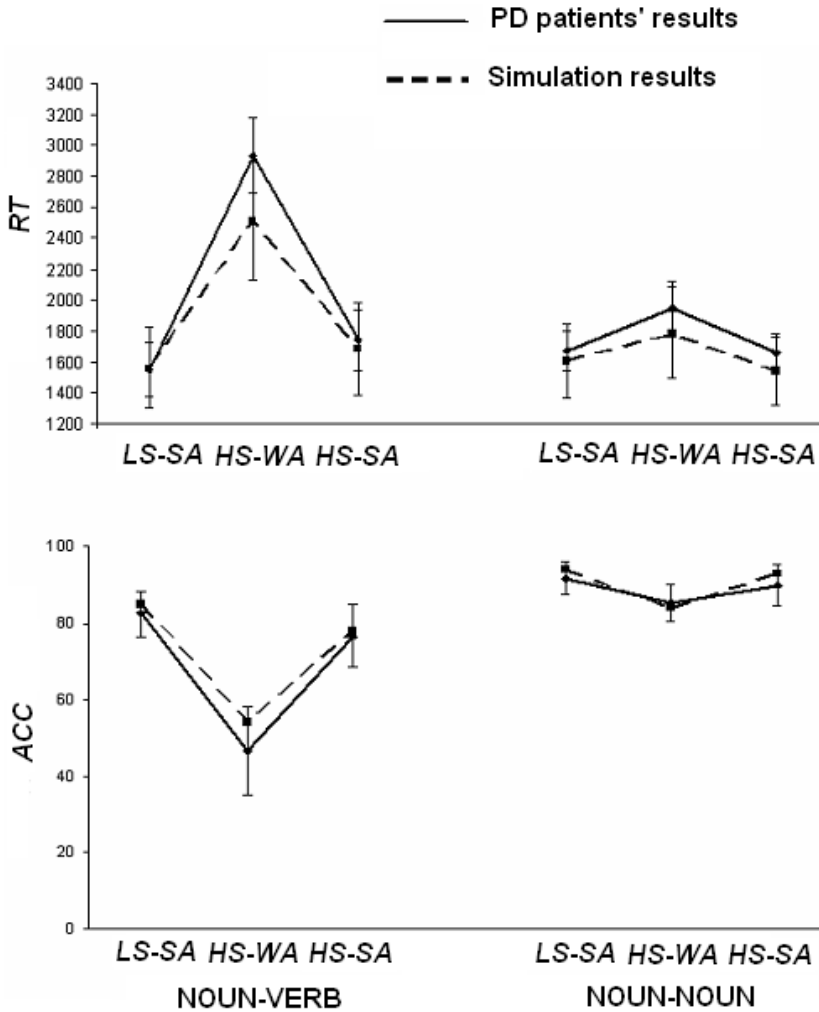 PD patients' results
Simulation results
3400
3200
3000
2800
2600
2400
2200
2000
1800
1600
1400
1200
RT
LS-SA HS-WA HS-SA
LS-SA HS-WA HS-SA
100
80
60
40
20
0
ACC
LS-SA HS-WA HS-SA
LS-SA HS-WA HS-SA
NOUN-VERB
NOUN-NOUN